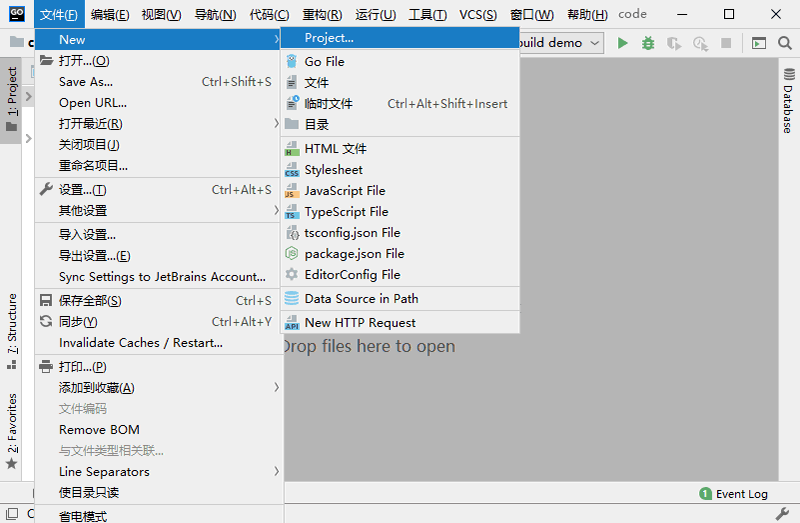 GO 文件(F) 编辑(E) 视图(V) 导航(N) 代码(C) 重构(R) 运行(U) 工具(T) VCS(S) 窗口(W) 帮助(H) code
build demo
New
打开...(O)
Save As... Ctrl+Shift+S
Open URL...
打开最近(R)
关闭项目(J)
重命名项目...
设置...(T) Ctrl+Alt+S
其他设置
导入设置...
导出设置...(E)
Sync Settings to JetBrains Account...
保存全部(S) Ctrl+S
同步(Y) Ctrl+Alt+Y
Invalidate Caches / Restart...
打印...(P)
添加到收藏(A)
文件编码
Remove BOM
与文件类型相关联...
Line Separators
使目录只读
省电模式
Project...
Go File
文件
临时文件 Ctrl+Alt+Shift+Insert
目录
HTML 文件
Stylesheet
JavaScript File
TypeScript File
tsconfig.json File
package.json File
EditorConfig File
Data Source in Path
New HTTP Request
Drop files here to open
1: Project
7: Structure
2: Favorites
Database
1 Event Log